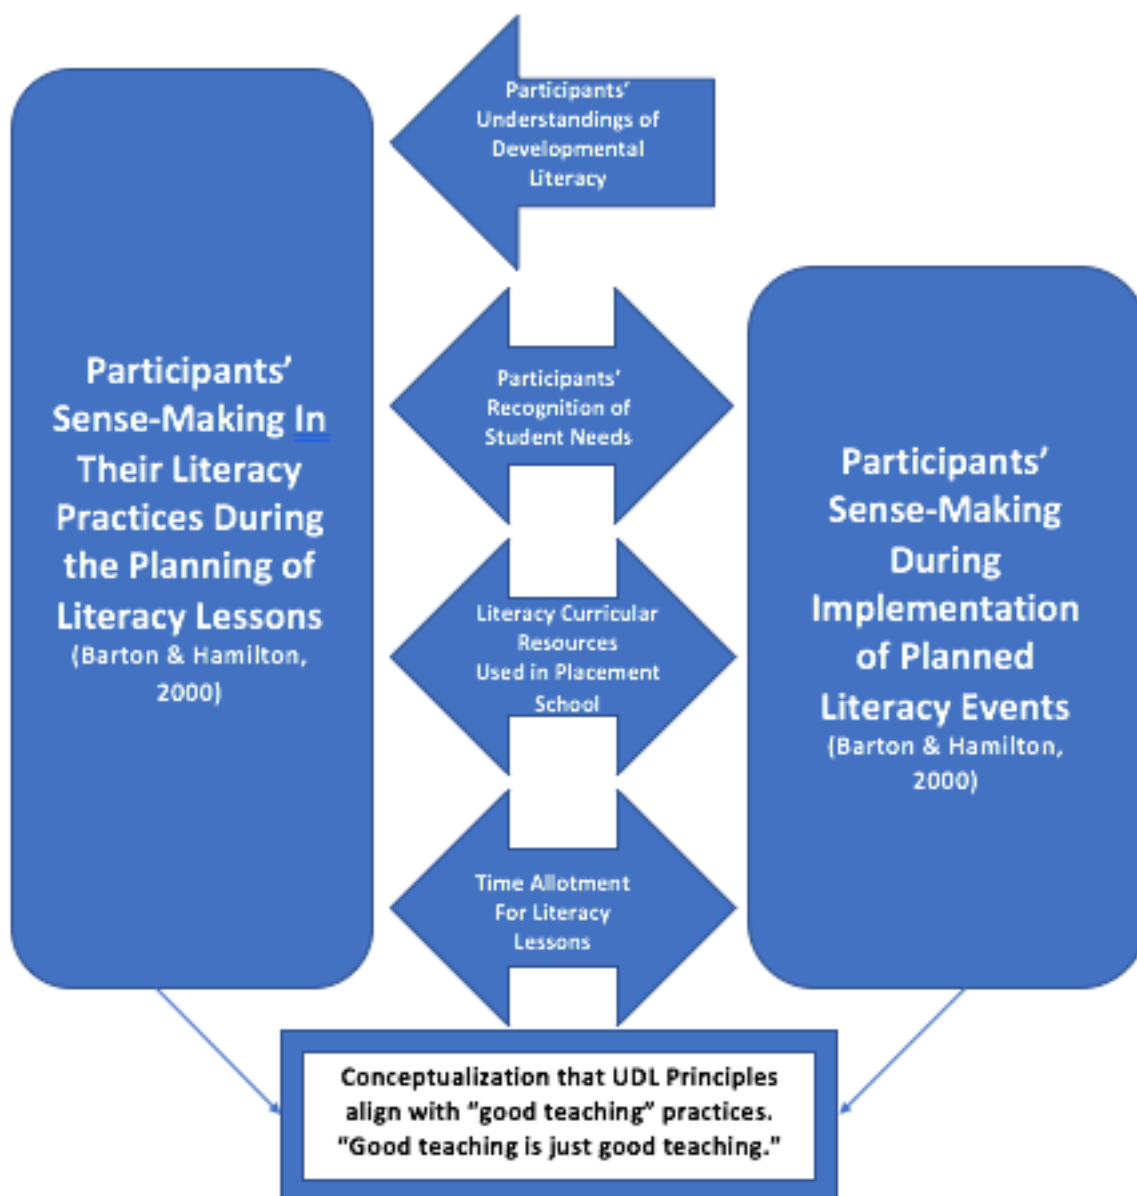 Participants'
Understandings of
Developmental
Literacy
Participants'
Sense-Making In
Their Literacy
Practices During
the Planning of
Literacy Lessons
(Barton & Hamilton,
2000)
Participants'
Recognition of
Student Needs
Literacy Curricular
Resources
Used in Placement
School
Time Allotment
For Literacy
Lessons
Participants'
Sense-Making
During
Implementation
of Planned
Literacy Events
(Barton & Hamilton,
2000)
Conceptualization that UDL Principles
align with "good teaching" practices.
"Good teaching is just good teaching."